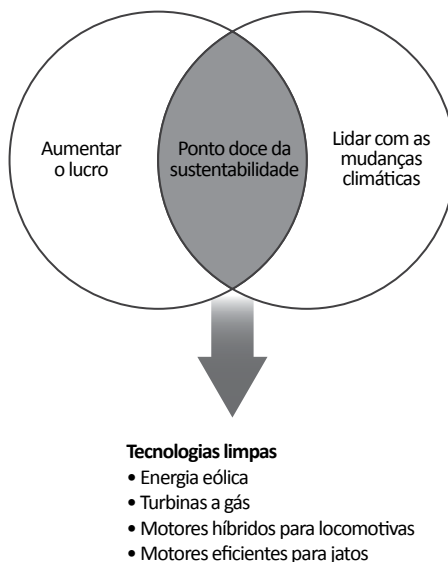 Aumentar
o lucro
Ponto doce da
sustentabilidade
Lidar com as
mudanças
climáticas
Tecnologias limpas
• Energia eólica
• Turbinas a gás
• Motores híbridos para locomotivas
• Motores eficientes para jatos